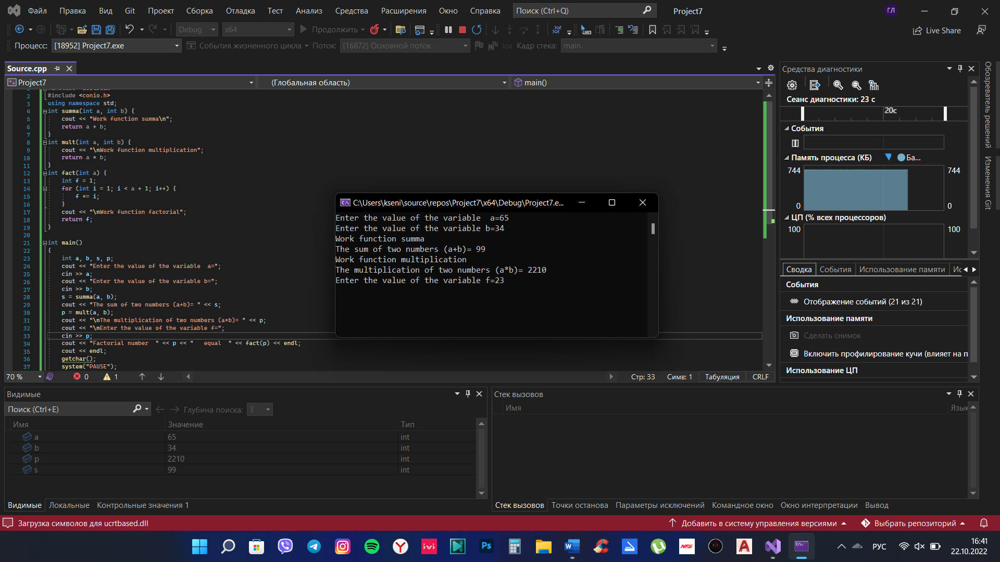 Файл Правка Вид Git Проект Сборка Отладка Тест Анализ Средства Расширения Окно Справка Поиск (Ctrl+Q) Project7 ГЛ
Debug x64 Продолжить Live Share
Процесс: [18952] Project7.exe События жизненного цикла Поток: [16872] Основной поток Кадр стека: main
Source.cpp
Project7 (Глобальная область) main()
2 #include <conio.h>
3 using namespace std;
4 int summa(int a, int b) {
5 cout << "Work function summa\n";
6 return a + b;
7 }
8 int mult(int a, int b) {
9 cout << "\nWork function multiplication";
10 return a * b;
11 }
12 int fact(int a) {
13 int f = 1;
14 for (int i = 1; i < a + 1; i++) {
15 f *= i;
16 }
17 cout << "\nWork function factorial";
18 return f;
19 }
20
21 int main()
22 {
23 int a, b, s, p;
24 cout << "Enter the value of the variable  a=";
25 cin >> a;
26 cout << "Enter the value of the variable b=";
27 cin >> b;
28 s = summa(a, b);
29 cout << "The sum of two numbers (a+b)= " << s;
30 p = mult(a, b);
31 cout << "\nThe multiplication of two numbers (a*b)= " << p;
32 cout << "\nEnter the value of the variable f=";
33 cin >> p;
34 cout << "Factorial number  " << p << "   equal  " << fact(p) << endl;
35 cout << endl;
36 getchar();
37 system("PAUSE");
70 % 0 1 Стр: 33 Симв: 1 Табуляция CRLF
C:\Users\kseni\source\repos\Project7\x64\Debug\Project7.e...
Enter the value of the variable  a=65
Enter the value of the variable b=34
Work function summa
The sum of two numbers (a+b)= 99
Work function multiplication
The multiplication of two numbers (a*b)= 2210
Enter the value of the variable f=23
Средства диагностики
Сеанс диагностики: 23 с
20с
События
Память процесса (КБ) Ба...
744 744
0 0
ЦП (% всех процессоров)
100 100
Сводка События Использование памяти Ис
События
Отображение событий (21 из 21)
Использование памяти
Сделать снимок
Включить профилирование кучи (влияет на п
Использование ЦП
Обозреватель решений
Изменения Git
Видимые
Поиск (Ctrl+E) Глубина поиска: 3
Имя Значение Тип
a 65 int
b 34 int
p 2210 int
s 99 int
Видимые Локальные Контрольные значения 1
Стек вызовов
Имя Язык
Стек вызовов Точки останова Параметры исключений Командное окно Окно интерпретации Вывод
Загрузка символов для ucrtbased.dll Добавить в систему управления версиями Выбрать репозиторий
ivi Ps W NFS A РУС 16:41
22.10.2022